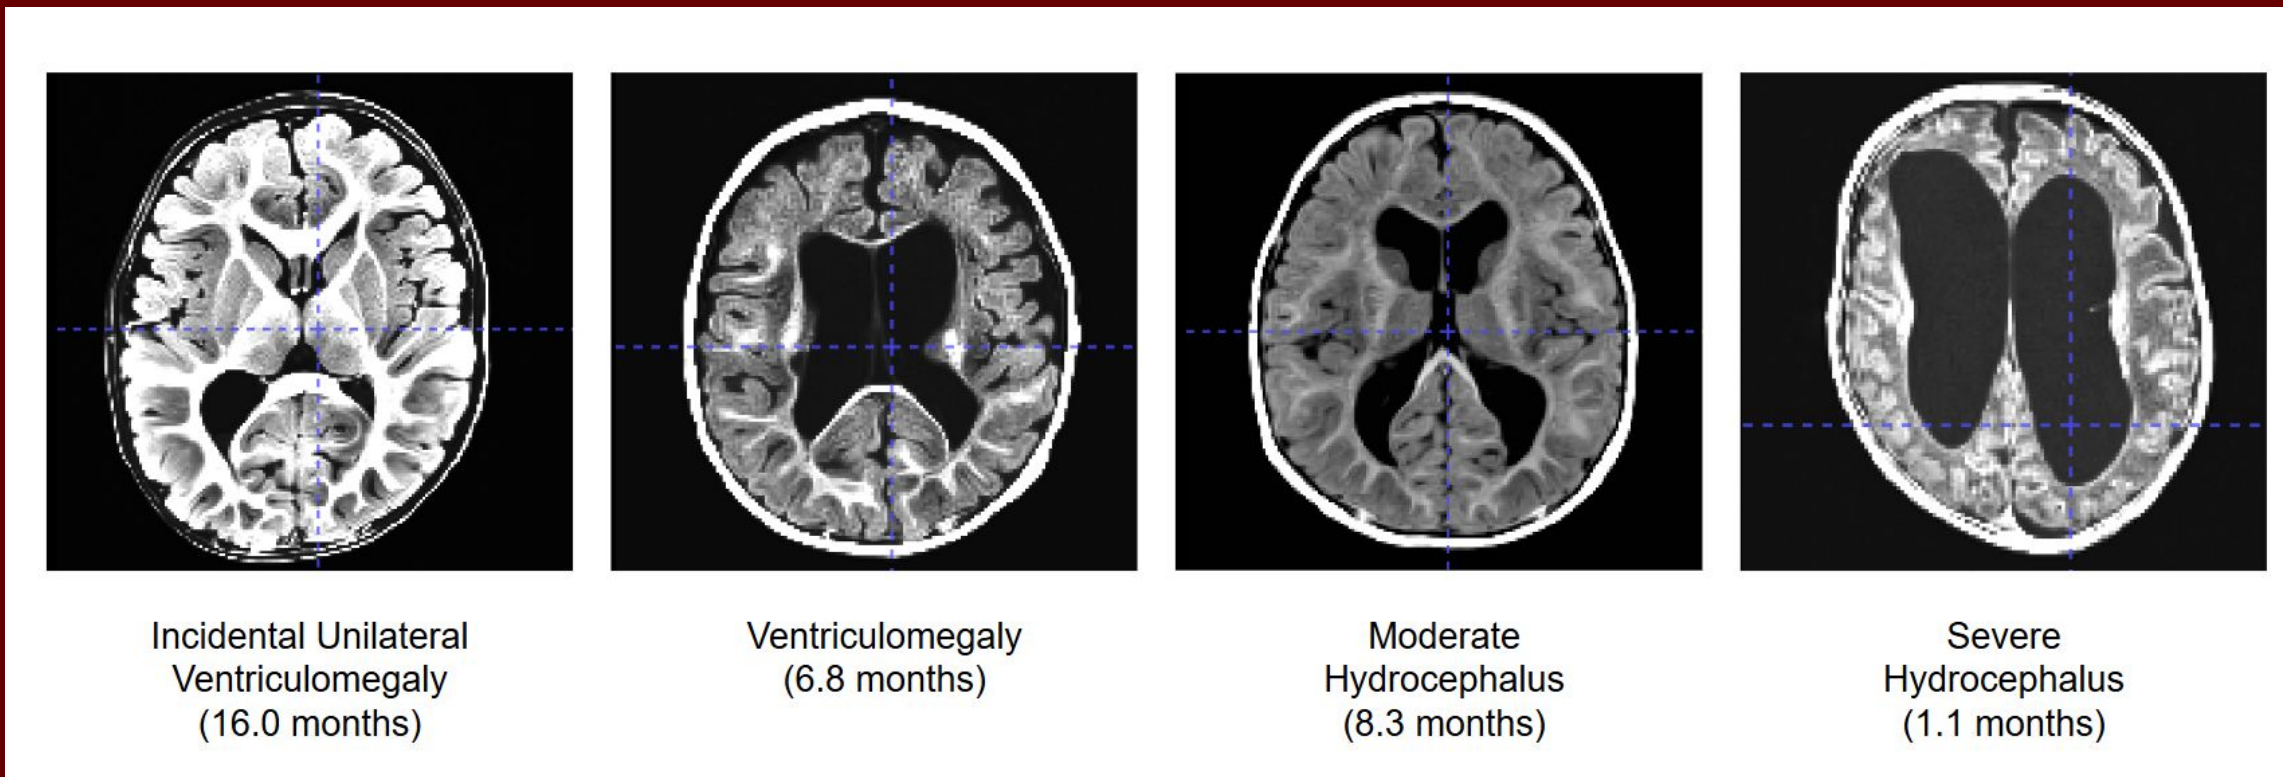 Incidental Unilateral
Ventriculomegaly
(16.0 months)
Ventriculomegaly
(6.8 months)
Moderate
Hydrocephalus
(8.3 months)
Severe
Hydrocephalus
(1.1 months)